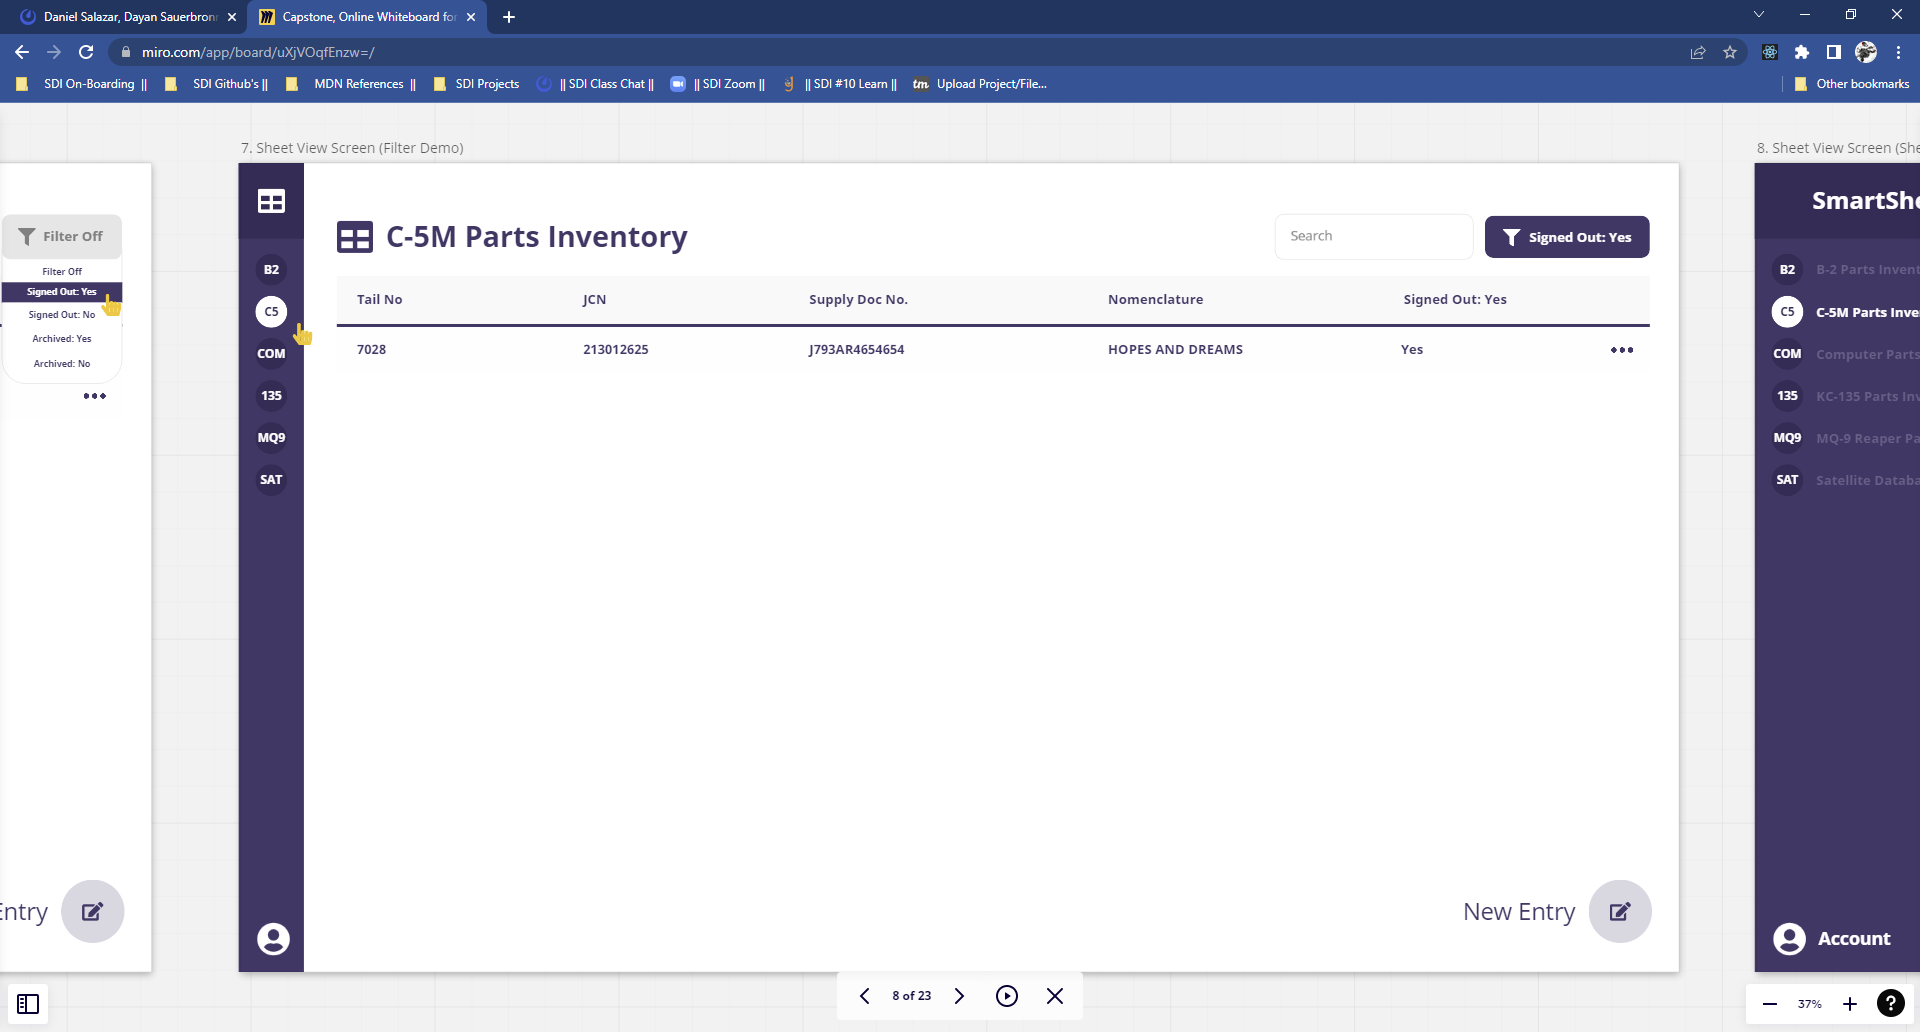 Daniel Salazar, Dayan Sauerbronn
Capstone, Online Whiteboard for
miro.com/app/board/uXjVOqfEnzw=/
SDI On-Boarding || SDI Github's || MDN References || SDI Projects || SDI Class Chat || || SDI Zoom || || SDI #10 Learn || tm Upload Project/File... Other bookmarks
7. Sheet View Screen (Filter Demo)
8. Sheet View Screen (She
Filter Off
Filter Off
Signed Out: Yes
Signed Out: No
Archived: Yes
Archived: No
Entry
C-5M Parts Inventory
Search
Signed Out: Yes
B2
C5
COM
135
MQ9
SAT
Tail No JCN Supply Doc No. Nomenclature Signed Out: Yes
7028 213012625 J793AR4654654 HOPES AND DREAMS Yes
New Entry
SmartShe
B2 B-2 Parts Invent
C5 C-5M Parts Inve
COM Computer Parts
135 KC-135 Parts Inv
MQ9 MQ-9 Reaper Pa
SAT Satellite Databa
Account
8 of 23
37%
?